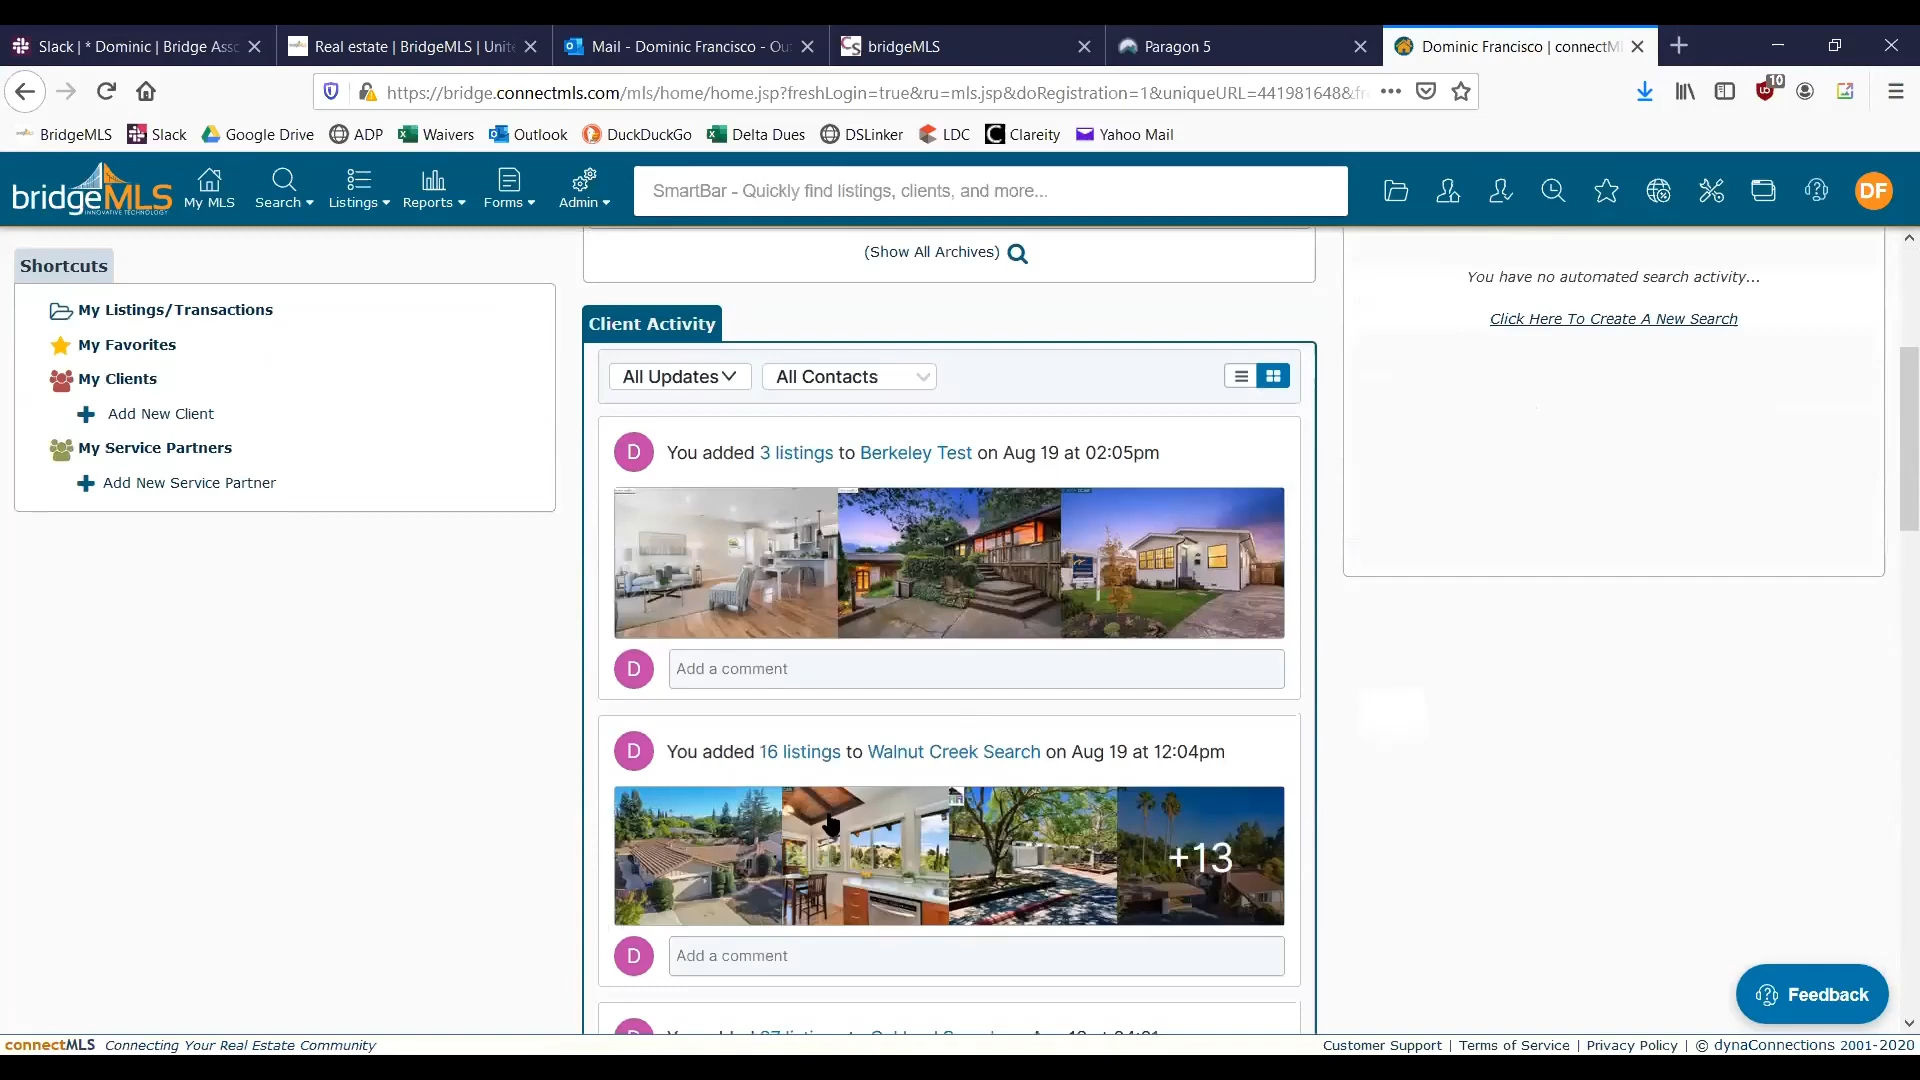 Slack | * Dominic | Bridge Asso
Real estate | BridgeMLS | Unite
Mail - Dominic Francisco - Ou
bridgeMLS
Paragon 5
Dominic Francisco | connectM
https://bridge.connectmls.com/mls/home/home.jsp?freshLogin=true&ru=mls.jsp&doRegistration=1&uniqueURL=441981648&fr
10
BridgeMLS
Slack
Google Drive
ADP
Waivers
Outlook
DuckDuckGo
Delta Dues
DSLinker
LDC
Clareity
Yahoo Mail
bridgeMLS
INNOVATIVE TECHNOLOGY
My MLS
Search
Listings
Reports
Forms
Admin
SmartBar - Quickly find listings, clients, and more...
DF
Shortcuts
My Listings/Transactions
My Favorites
My Clients
Add New Client
My Service Partners
Add New Service Partner
(Show All Archives)
Client Activity
All Updates
All Contacts
D
You added 3 listings to Berkeley Test on Aug 19 at 02:05pm
D
Add a comment
D
You added 16 listings to Walnut Creek Search on Aug 19 at 12:04pm
+13
D
Add a comment
You have no automated search activity...
Click Here To Create A New Search
Feedback
connectMLS Connecting Your Real Estate Community
Customer Support | Terms of Service | Privacy Policy | © dynaConnections 2001-2020